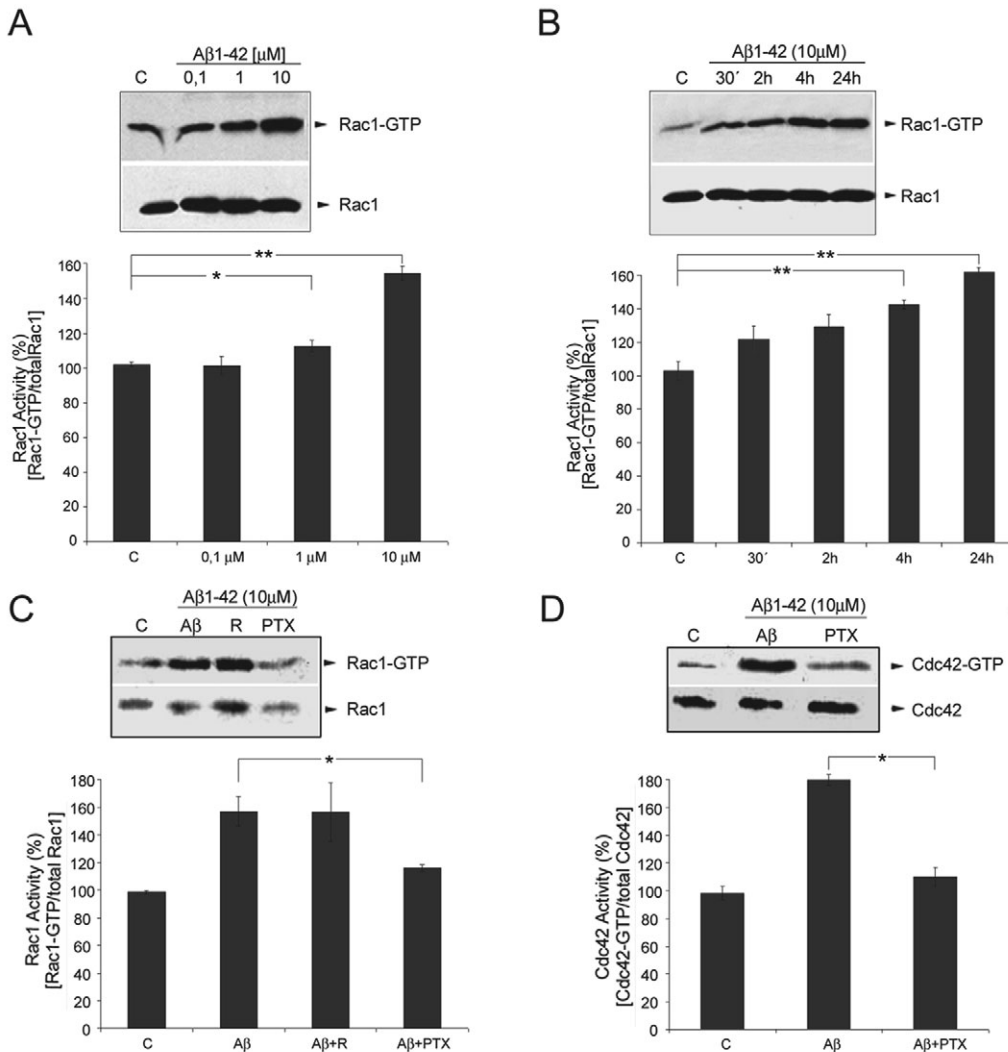 A
Aβ1-42 [μM]
C 0,1 1 10
Rac1-GTP
Rac1
**
*
Rac1 Activity (%)
[Rac1-GTP/totalRac1]
160
140
120
100
80
60
40
20
0
C 0,1 μM 1 μM 10 μM
B
Aβ1-42 (10μM)
C 30´ 2h 4h 24h
Rac1-GTP
Rac1
**
**
Rac1 Activity (%)
[Rac1-GTP/totalRac1]
160
140
120
100
80
60
40
20
0
C 30´ 2h 4h 24h
C
Aβ1-42 (10μM)
C Aβ R PTX
Rac1-GTP
Rac1
*
Rac1 Activity (%)
[Rac1-GTP/total Rac1]
180
160
140
120
100
80
60
40
20
0
C Aβ Aβ+R Aβ+PTX
D
Aβ1-42 (10μM)
C Aβ PTX
Cdc42-GTP
Cdc42
*
Cdc42 Activity (%)
[Cdc42-GTP/total Cdc42]
180
160
140
120
100
80
60
40
20
0
C Aβ Aβ+PTX